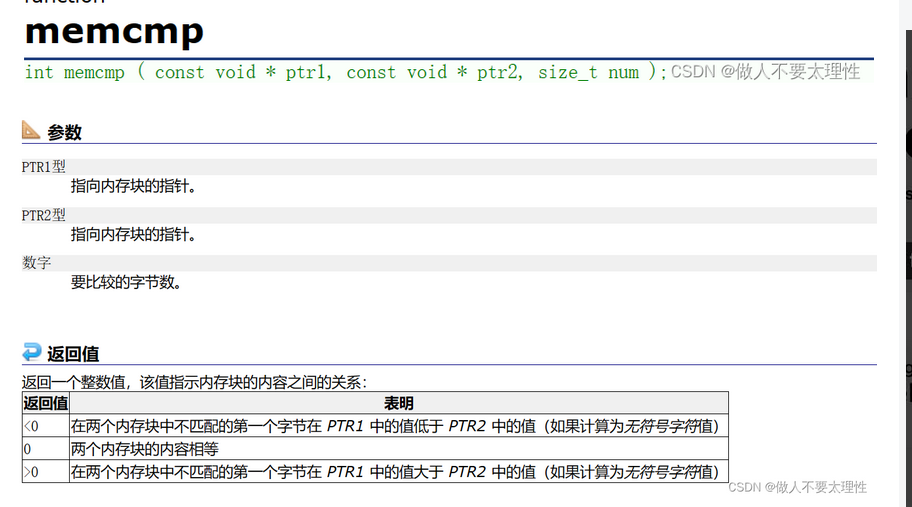 function
memcmp
int memcmp ( const void * ptr1, const void * ptr2, size_t num );
CSDN @做人不要太理性
参数
PTR1型
指向内存块的指针。
PTR2型
指向内存块的指针。
数字
要比较的字节数。
返回值
返回一个整数值，该值指示内存块的内容之间的关系：
返回值 表明
<0 在两个内存块中不匹配的第一个字节在 PTR1 中的值低于 PTR2 中的值（如果计算为无符号字符值）
0 两个内存块的内容相等
>0 在两个内存块中不匹配的第一个字节在 PTR1 中的值大于 PTR2 中的值（如果计算为无符号字符值）
CSDN @做人不要太理性